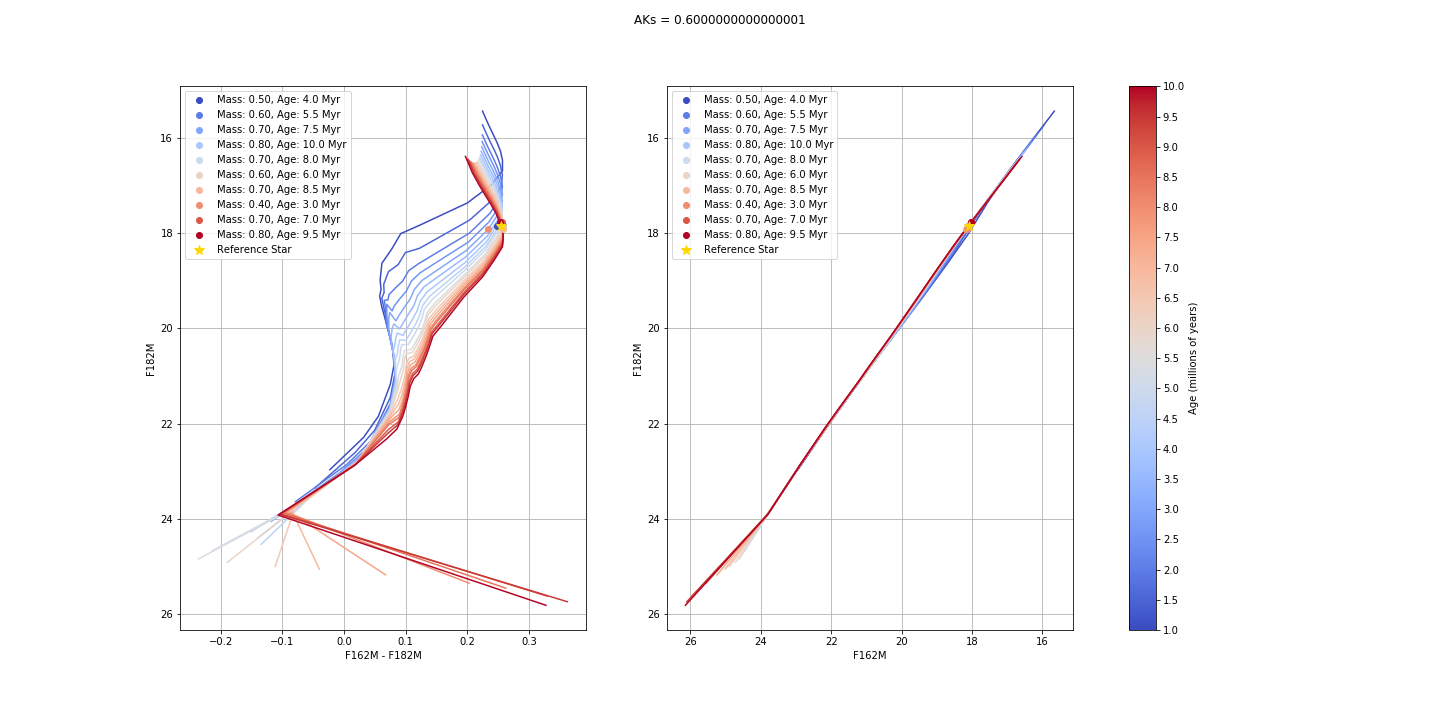 AKs = 0.6000000000000001
Mass: 0.50, Age: 4.0 Myr
Mass: 0.60, Age: 5.5 Myr
Mass: 0.70, Age: 7.5 Myr
Mass: 0.80, Age: 10.0 Myr
Mass: 0.70, Age: 8.0 Myr
Mass: 0.60, Age: 6.0 Myr
Mass: 0.70, Age: 8.5 Myr
Mass: 0.40, Age: 3.0 Myr
Mass: 0.70, Age: 7.0 Myr
Mass: 0.80, Age: 9.5 Myr
Reference Star
16
18
20
22
24
26
F182M
−0.2
−0.1
0.0
0.1
0.2
0.3
F162M - F182M
Mass: 0.50, Age: 4.0 Myr
Mass: 0.60, Age: 5.5 Myr
Mass: 0.70, Age: 7.5 Myr
Mass: 0.80, Age: 10.0 Myr
Mass: 0.70, Age: 8.0 Myr
Mass: 0.60, Age: 6.0 Myr
Mass: 0.70, Age: 8.5 Myr
Mass: 0.40, Age: 3.0 Myr
Mass: 0.70, Age: 7.0 Myr
Mass: 0.80, Age: 9.5 Myr
Reference Star
16
18
20
22
24
26
F182M
26
24
22
20
18
16
F162M
10.0
9.5
9.0
8.5
8.0
7.5
7.0
6.5
6.0
5.5
5.0
4.5
4.0
3.5
3.0
2.5
2.0
1.5
1.0
Age (millions of years)